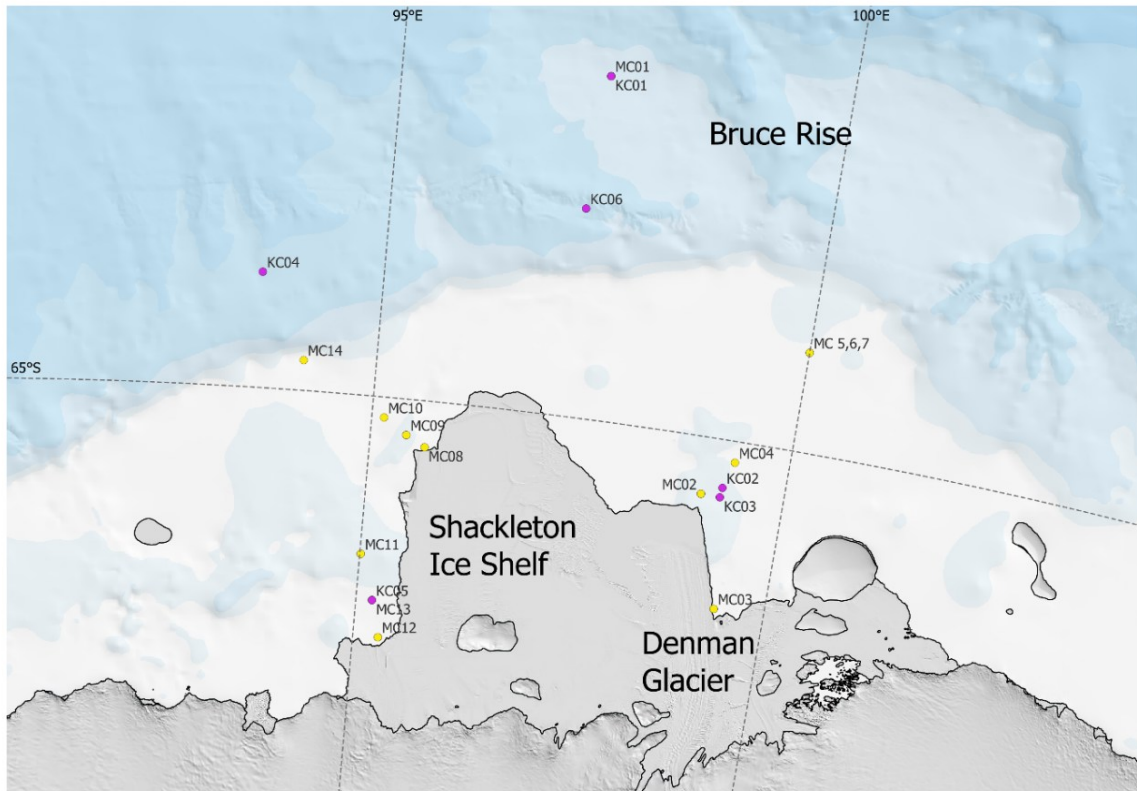 95°E
100°E
MC01
KC01
Bruce Rise
KC06
KC04
MC14
MC 5,6,7
65°S
MC10
MC09
MC08
MC04
MC02
KC02
KC03
Shackleton
Ice Shelf
MC11
KC05
MC13
MC12
MC03
Denman
Glacier